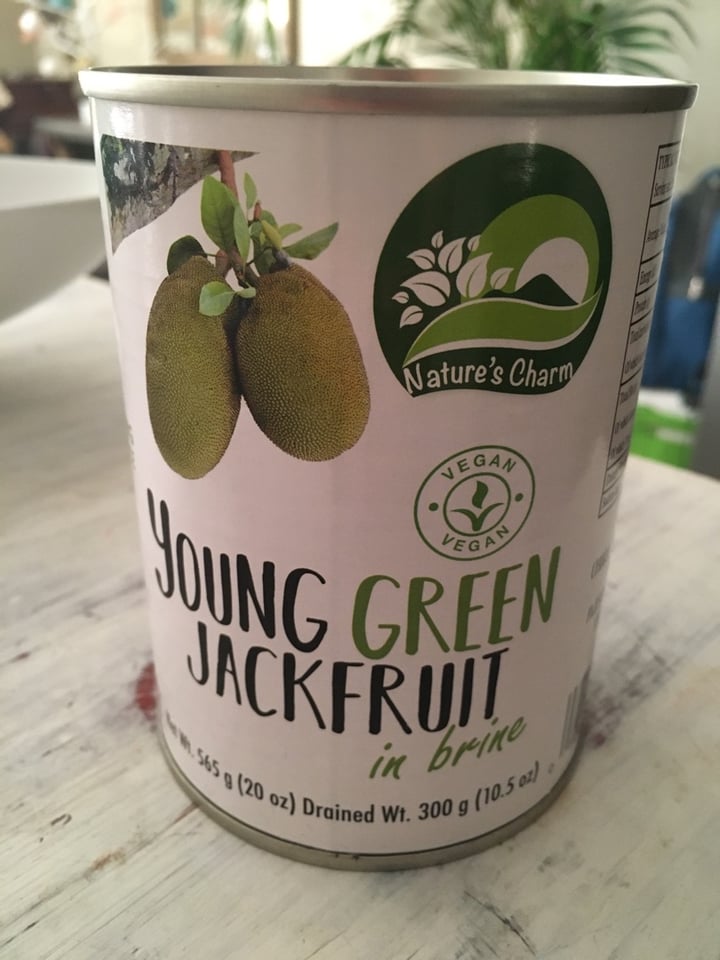 Nature's Charm
VEGAN
VEGAN
YOUNG GREEN
JACKFRUIT
in brine
Net Wt. 565 g (20 oz) Drained Wt. 300 g (10.5 oz)